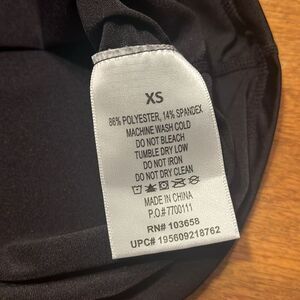 XS
86% POLYESTER, 14% SPANDEX
MACHINE WASH COLD
DO NOT BLEACH
TUMBLE DRY LOW
DO NOT IRON
DO NOT DRY CLEAN
MADE IN CHINA
P.O.#7700111
RN# 103658
UPC# 195609218762